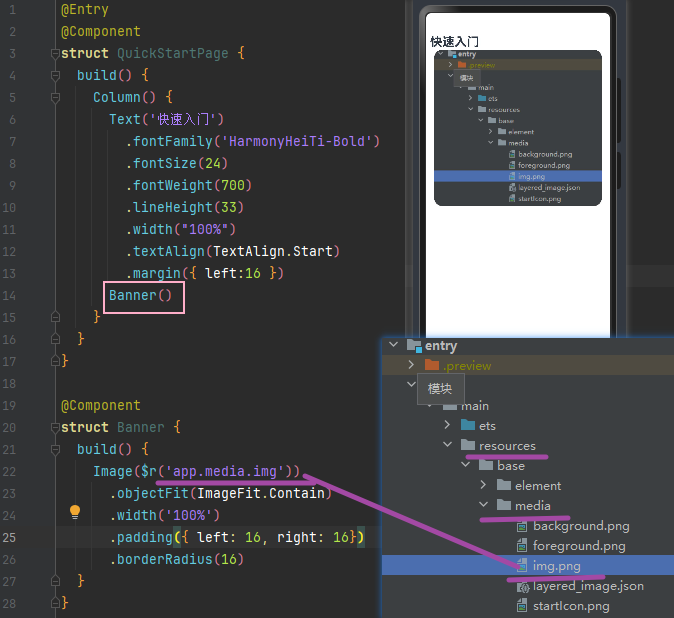 1 @Entry
2 @Component
3 struct QuickStartPage {
4 build() {
5 Column() {
6 Text('快速入门')
7 .fontFamily('HarmonyHeiTi-Bold')
8 .fontSize(24)
9 .fontWeight(700)
10 .lineHeight(33)
11 .width("100%")
12 .textAlign(TextAlign.Start)
13 .margin({ left:16 })
14 Banner()
15 }
16 }
17 }
18
19 @Component
20 struct Banner {
21 build() {
22 Image($r('app.media.img'))
23 .objectFit(ImageFit.Contain)
24 .width('100%')
25 .padding({ left: 16, right: 16})
26 .borderRadius(16)
27 }
28 }
快速入门
entry
.preview
模块
main
ets
resources
base
element
media
background.png
foreground.png
img.png
layered_image.json
startIcon.png
entry
.preview
模块
main
ets
resources
base
element
media
background.png
foreground.png
img.png
layered_image.json
startIcon.png